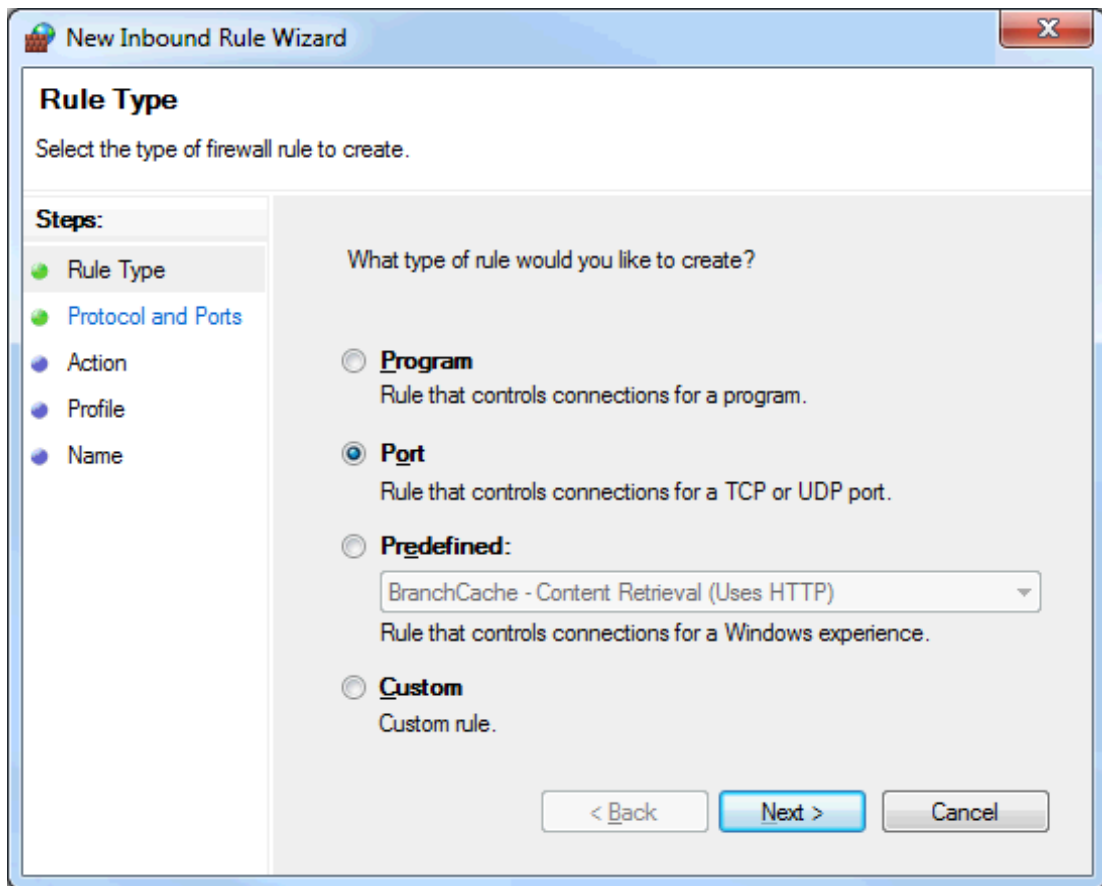 New Inbound Rule Wizard
X
Rule Type
Select the type of firewall rule to create.
Steps:
Rule Type
Protocol and Ports
Action
Profile
Name
What type of rule would you like to create?
Program
Rule that controls connections for a program.
Port
Rule that controls connections for a TCP or UDP port.
Predefined:
BranchCache - Content Retrieval (Uses HTTP)
Rule that controls connections for a Windows experience.
Custom
Custom rule.
< Back
Next >
Cancel